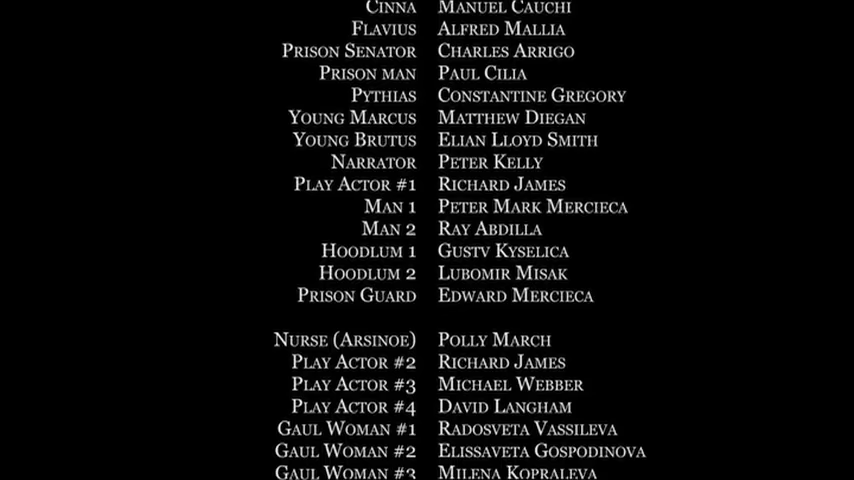 Cinna Manuel Cauchi
Flavius Alfred Mallia
Prison Senator Charles Arrigo
Prison man Paul Cilia
Pythias Constantine Gregory
Young Marcus Matthew Diegan
Young Brutus Elian Lloyd Smith
Narrator Peter Kelly
Play Actor #1 Richard James
Man 1 Peter Mark Mercieca
Man 2 Ray Abdilla
Hoodlum 1 Gustv Kyselica
Hoodlum 2 Lubomir Misak
Prison Guard Edward Mercieca
Nurse (Arsinoe) Polly March
Play Actor #2 Richard James
Play Actor #3 Michael Webber
Play Actor #4 David Langham
Gaul Woman #1 Radosveta Vassileva
Gaul Woman #2 Elissaveta Gospodinova
Gaul Woman #3 Milena Kopraleva